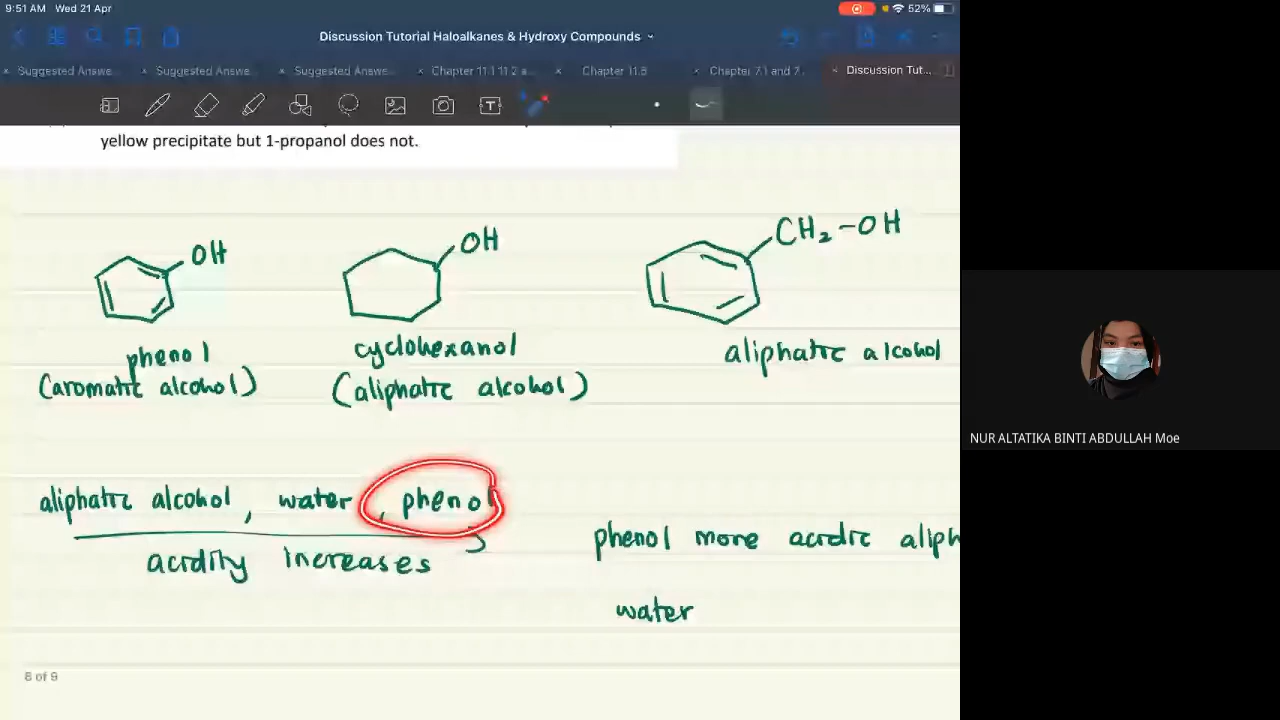 9:51 AM Wed 21 Apr
52%
Discussion Tutorial Haloalkanes & Hydroxy Compounds
Suggested Answe...
Suggested Answe...
Suggested Answe...
Chapter 11.1 11.2 a...
Chapter 11.5
Chapter 7.1 and 7...
Discussion Tut...
T
yellow precipitate but 1-propanol does not.
OH
OH
CH₂-OH
phenol
(aromatic alcohol)
cyclohexanol
(aliphatic alcohol)
aliphatic alcohol
aliphatic alcohol, water, phenol
acidity increases
phenol more acidic aliph
water
8 of 9
NUR ALTATIKA BINTI ABDULLAH Moe